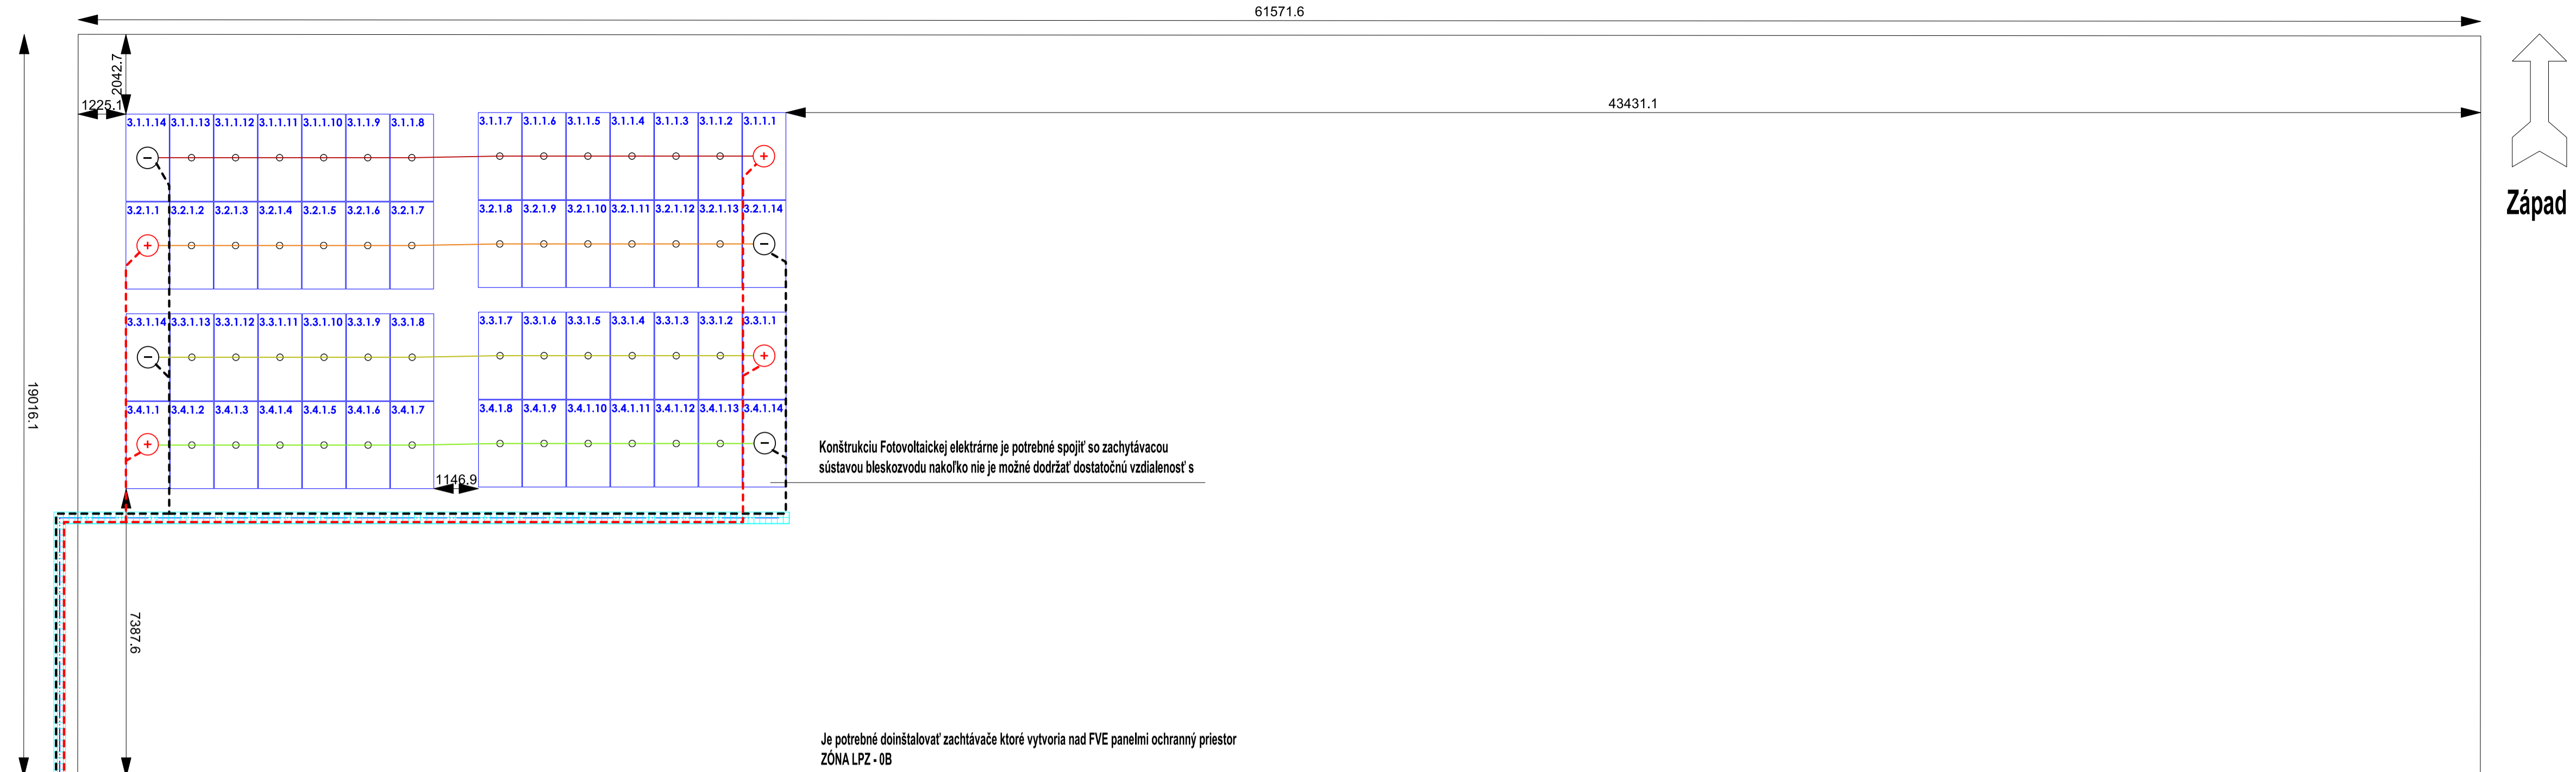 61571.6
2042.7
1225.1
43431.1
3.1.1.14 3.1.1.13 3.1.1.12 3.1.1.11 3.1.1.10 3.1.1.9 3.1.1.8 3.1.1.7 3.1.1.6 3.1.1.5 3.1.1.4 3.1.1.3 3.1.1.2 3.1.1.1
− +
Západ
3.2.1.1 3.2.1.2 3.2.1.3 3.2.1.4 3.2.1.5 3.2.1.6 3.2.1.7 3.2.1.8 3.2.1.9 3.2.1.10 3.2.1.11 3.2.1.12 3.2.1.13 3.2.1.14
+ −
3.3.1.14 3.3.1.13 3.3.1.12 3.3.1.11 3.3.1.10 3.3.1.9 3.3.1.8 3.3.1.7 3.3.1.6 3.3.1.5 3.3.1.4 3.3.1.3 3.3.1.2 3.3.1.1
− +
19016.1
3.4.1.1 3.4.1.2 3.4.1.3 3.4.1.4 3.4.1.5 3.4.1.6 3.4.1.7 3.4.1.8 3.4.1.9 3.4.1.10 3.4.1.11 3.4.1.12 3.4.1.13 3.4.1.14
+ −
Konštrukciu Fotovoltaickej elektrárne je potrebné spojiť so zachytávacou
sústavou bleskozvodu nakoľko nie je možné dodržať dostatočnú vzdialenosť s
1146.9
7387.6
Je potrebné doinštalovať zachtávače ktoré vytvoria nad FVE panelmi ochranný priestor
ZÓNA LPZ - 0B